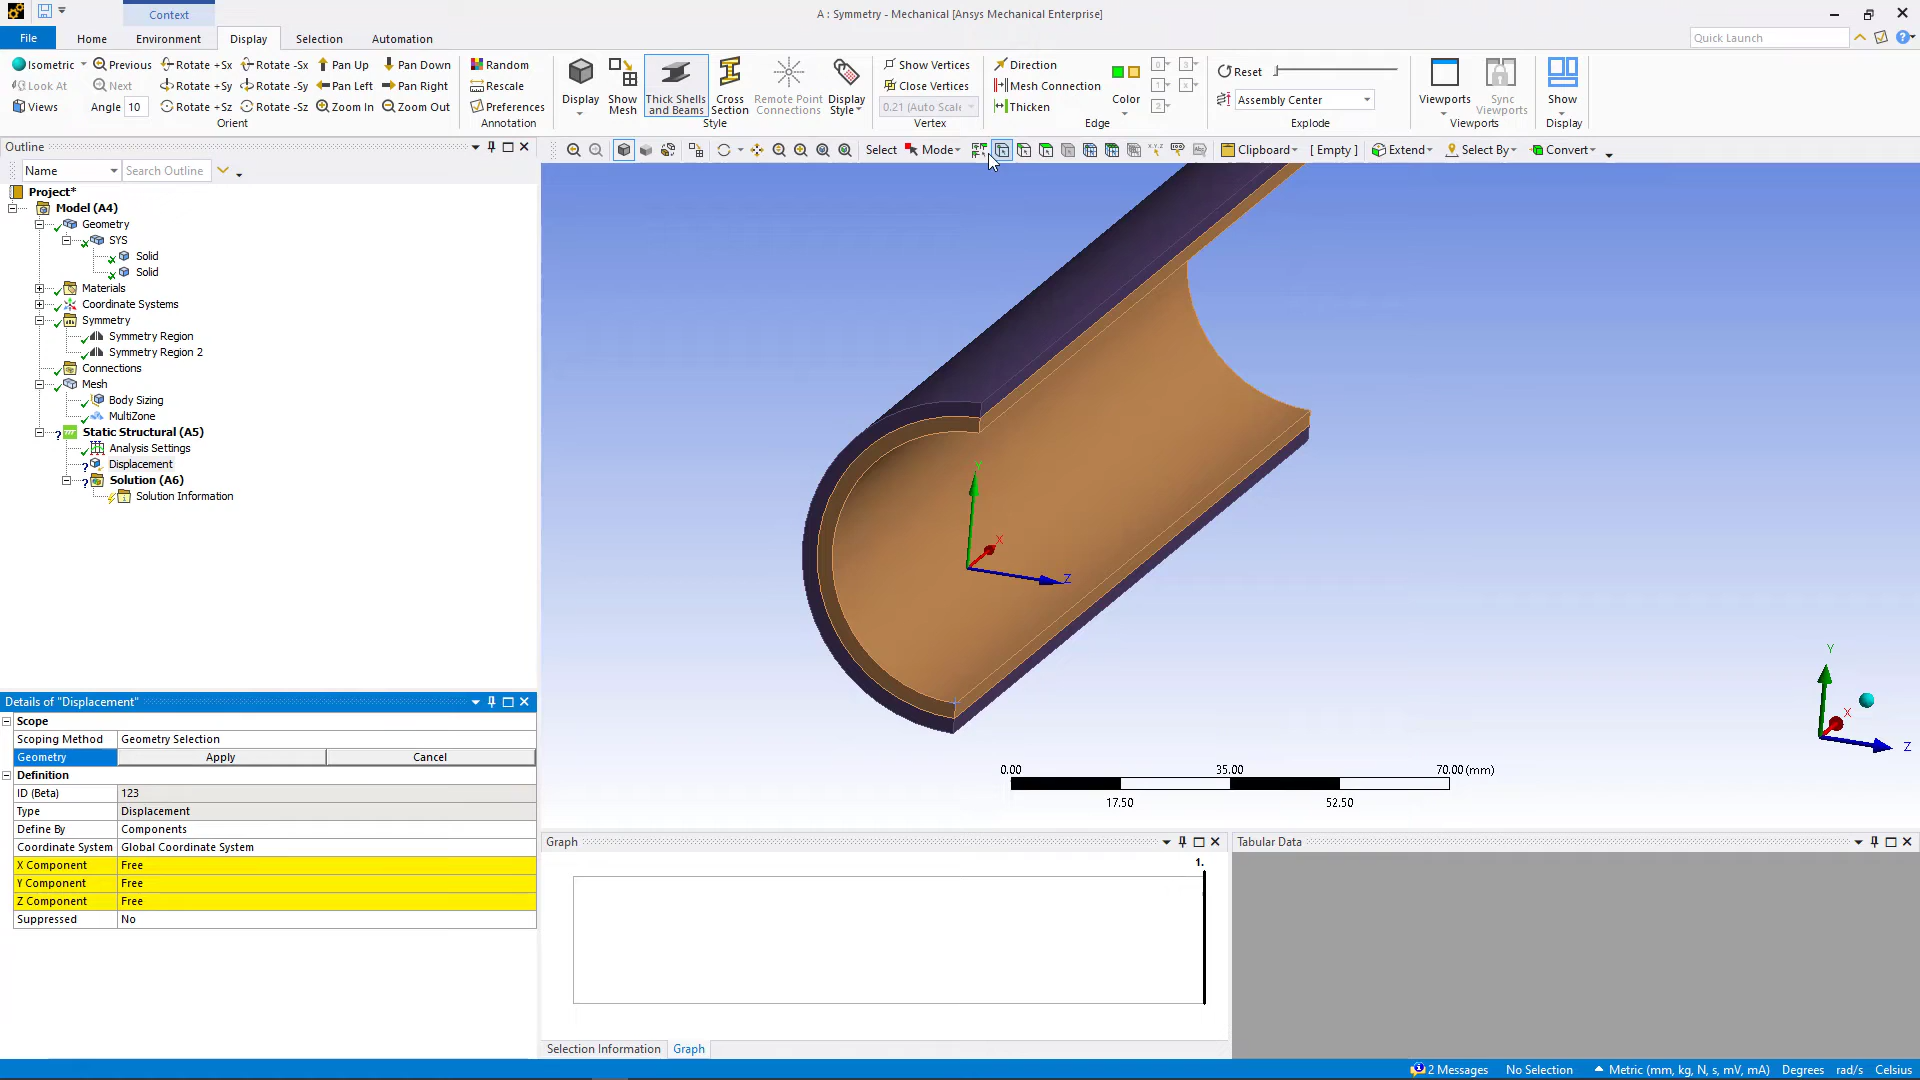 A : Symmetry - Mechanical [Ansys Mechanical Enterprise]
Context
File Home Environment Display Selection Automation
Quick Launch
Isometric Previous Rotate +Sx Rotate -Sx Pan Up Pan Down
Look At Next Rotate +Sy Rotate -Sy Pan Left Pan Right
Views Angle 10 Rotate +Sz Rotate -Sz Zoom In Zoom Out
Orient
Random
Rescale
Preferences
Annotation
Display
Show
Mesh
Thick Shells
and Beams
Cross
Section
Remote Point
Connections
Display
Style
Style
Show Vertices
Close Vertices
0.21 (Auto Scale
Vertex
Direction
Mesh Connection
Thicken
Color
Edge
Reset
Assembly Center
Explode
Viewports
Sync
Viewports
Viewports
Show
Display
Outline
Name Search Outline
Select Mode Clipboard [ Empty ] Extend Select By Convert
Project*
Model (A4)
Geometry
SYS
Solid
Solid
Materials
Coordinate Systems
Symmetry
Symmetry Region
Symmetry Region 2
Connections
Mesh
Body Sizing
MultiZone
Static Structural (A5)
Analysis Settings
Displacement
Solution (A6)
Solution Information
Y
X
Z
Y
X
Z
0.00 35.00 70.00 (mm)
17.50 52.50
Details of "Displacement"
Scope
Scoping Method Geometry Selection
Geometry Apply Cancel
Definition
ID (Beta) 123
Type Displacement
Define By Components
Coordinate System Global Coordinate System
X Component Free
Y Component Free
Z Component Free
Suppressed No
Graph
1.
Tabular Data
Selection Information Graph
2 Messages No Selection Metric (mm, kg, N, s, mV, mA) Degrees rad/s Celsius